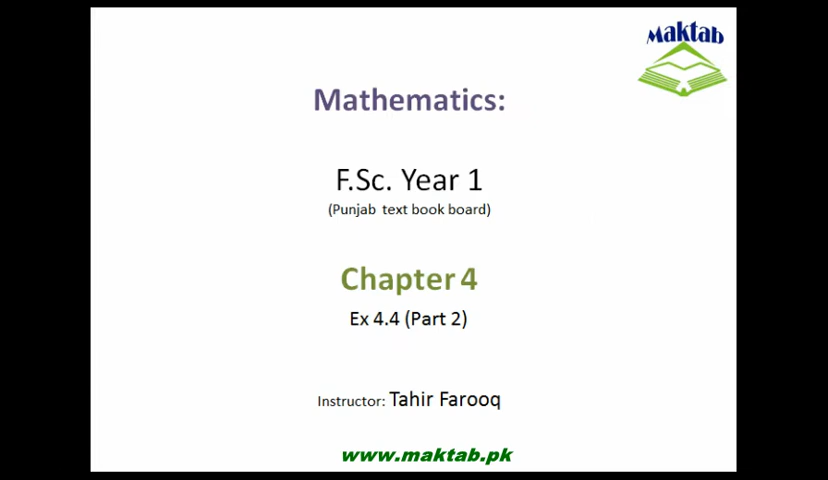 Maktab
Mathematics:
F.Sc. Year 1
(Punjab text book board)
Chapter 4
Ex 4.4 (Part 2)
Instructor: Tahir Farooq
www.maktab.pk